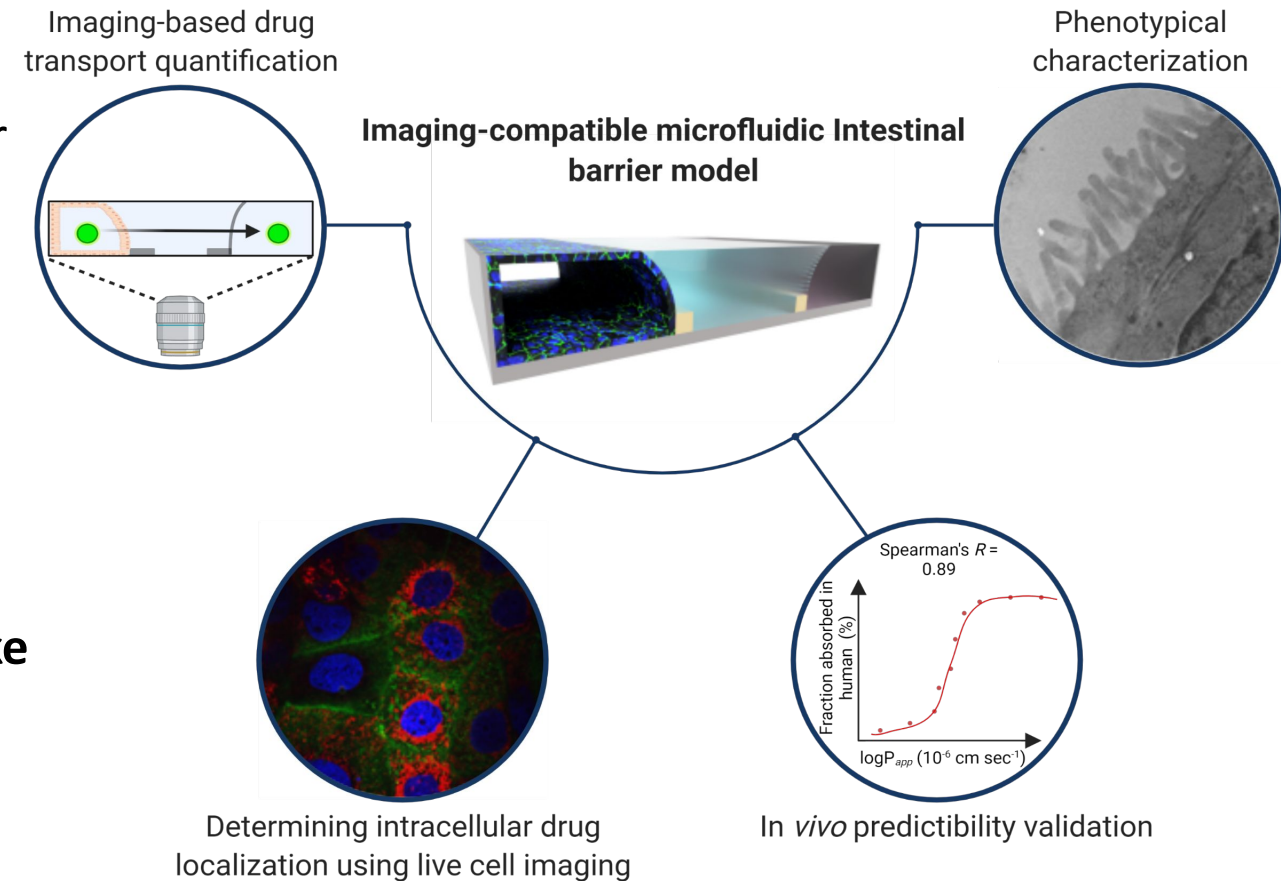 Imaging-based drug
transport quantification
Phenotypical
characterization
Imaging-compatible microfluidic Intestinal
barrier model
Spearman's R =
0.89
Fraction absorbed in
human (%)
logPapp (10⁻⁶ cm sec⁻¹)
Determining intracellular drug
localization using live cell imaging
In vivo predictibility validation